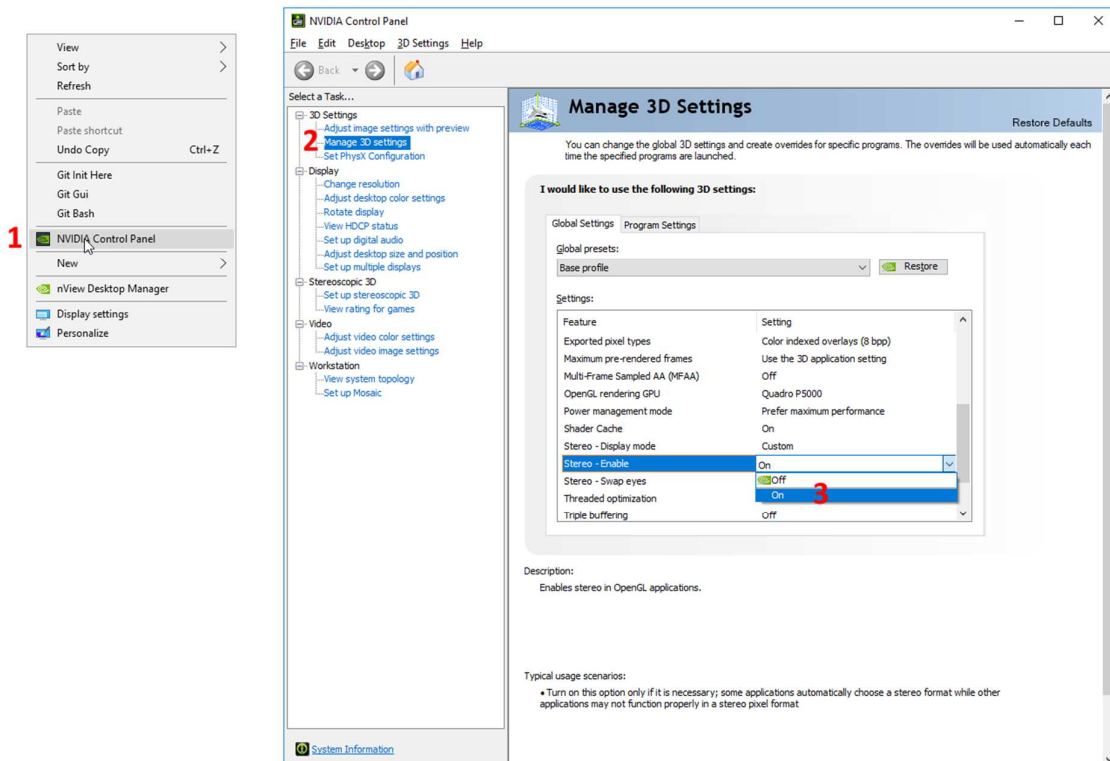 View
Sort by
Refresh
Paste
Paste shortcut
Undo Copy Ctrl+Z
Git Init Here
Git Gui
Git Bash
1 NVIDIA Control Panel
New
nView Desktop Manager
Display settings
Personalize
NVIDIA Control Panel
File Edit Desktop 3D Settings Help
Back
Select a Task...
3D Settings
Adjust image settings with preview
2 Manage 3D settings
Set PhysX Configuration
Display
Change resolution
Adjust desktop color settings
Rotate display
View HDCP status
Set up digital audio
Adjust desktop size and position
Set up multiple displays
Stereoscopic 3D
Set up stereoscopic 3D
View rating for games
Video
Adjust video color settings
Adjust video image settings
Workstation
View system topology
Set up Mosaic
System Information
Manage 3D Settings
Restore Defaults
You can change the global 3D settings and create overrides for specific programs. The overrides will be used automatically each
time the specified programs are launched.
I would like to use the following 3D settings:
Global Settings Program Settings
Global presets:
Base profile Restore
Settings:
Feature Setting
Exported pixel types Color indexed overlays (8 bpp)
Maximum pre-rendered frames Use the 3D application setting
Multi-Frame Sampled AA (MFAA) Off
OpenGL rendering GPU Quadro P5000
Power management mode Prefer maximum performance
Shader Cache On
Stereo - Display mode Custom
Stereo - Enable On
Stereo - Swap eyes Off
Threaded optimization On 3
Triple buffering Off
Description:
Enables stereo in OpenGL applications.
Typical usage scenarios:
• Turn on this option only if it is necessary; some applications automatically choose a stereo format while other
applications may not function properly in a stereo pixel format